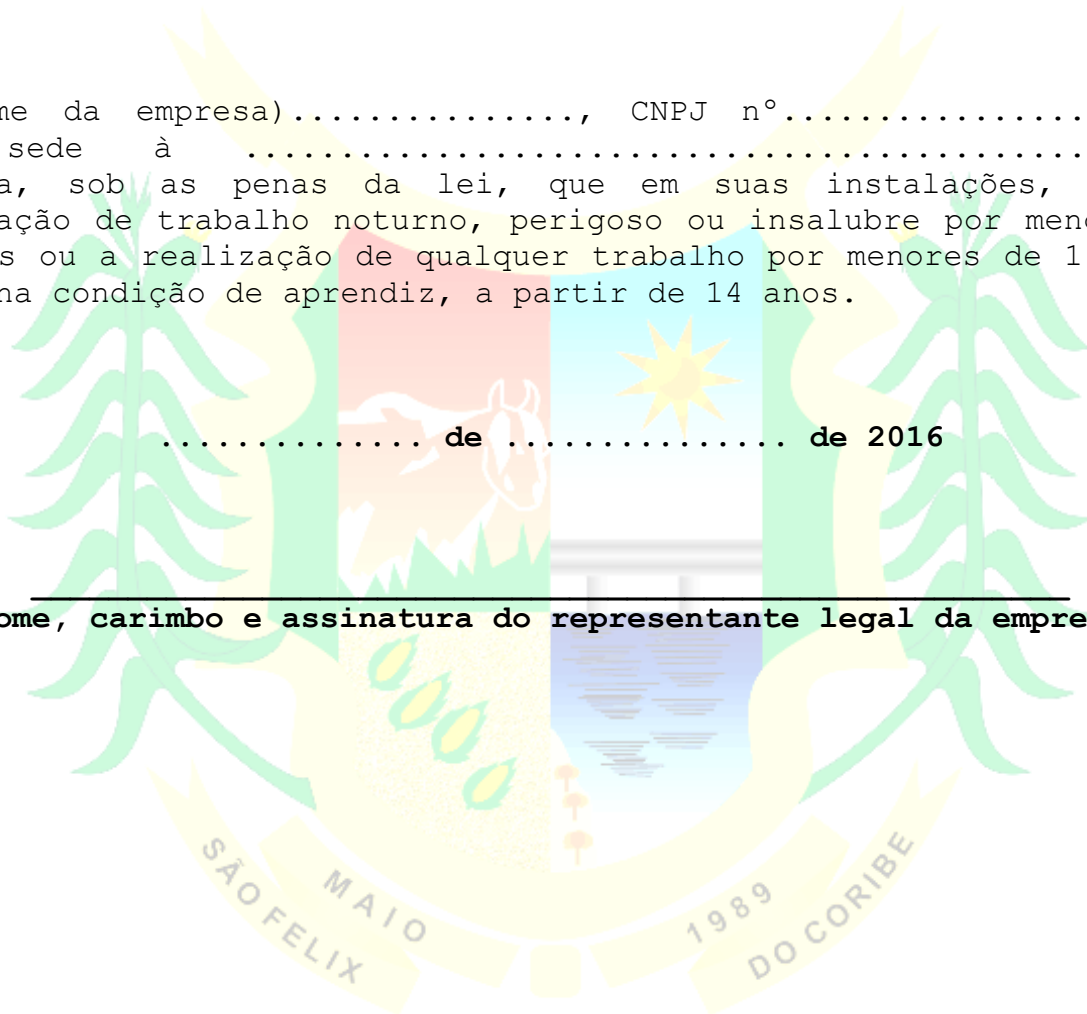 me da empresa)..............., CNPJ nº................
sede à .............................................
a, sob as penas da lei, que em suas instalações,
ação de trabalho noturno, perigoso ou insalubre por meno
s ou a realização de qualquer trabalho por menores de 1
na condição de aprendiz, a partir de 14 anos.
.............. de ............... de 2016
ome, carimbo e assinatura do representante legal da empre
SÃO FELIX MAIO 1989 DO CORIBE